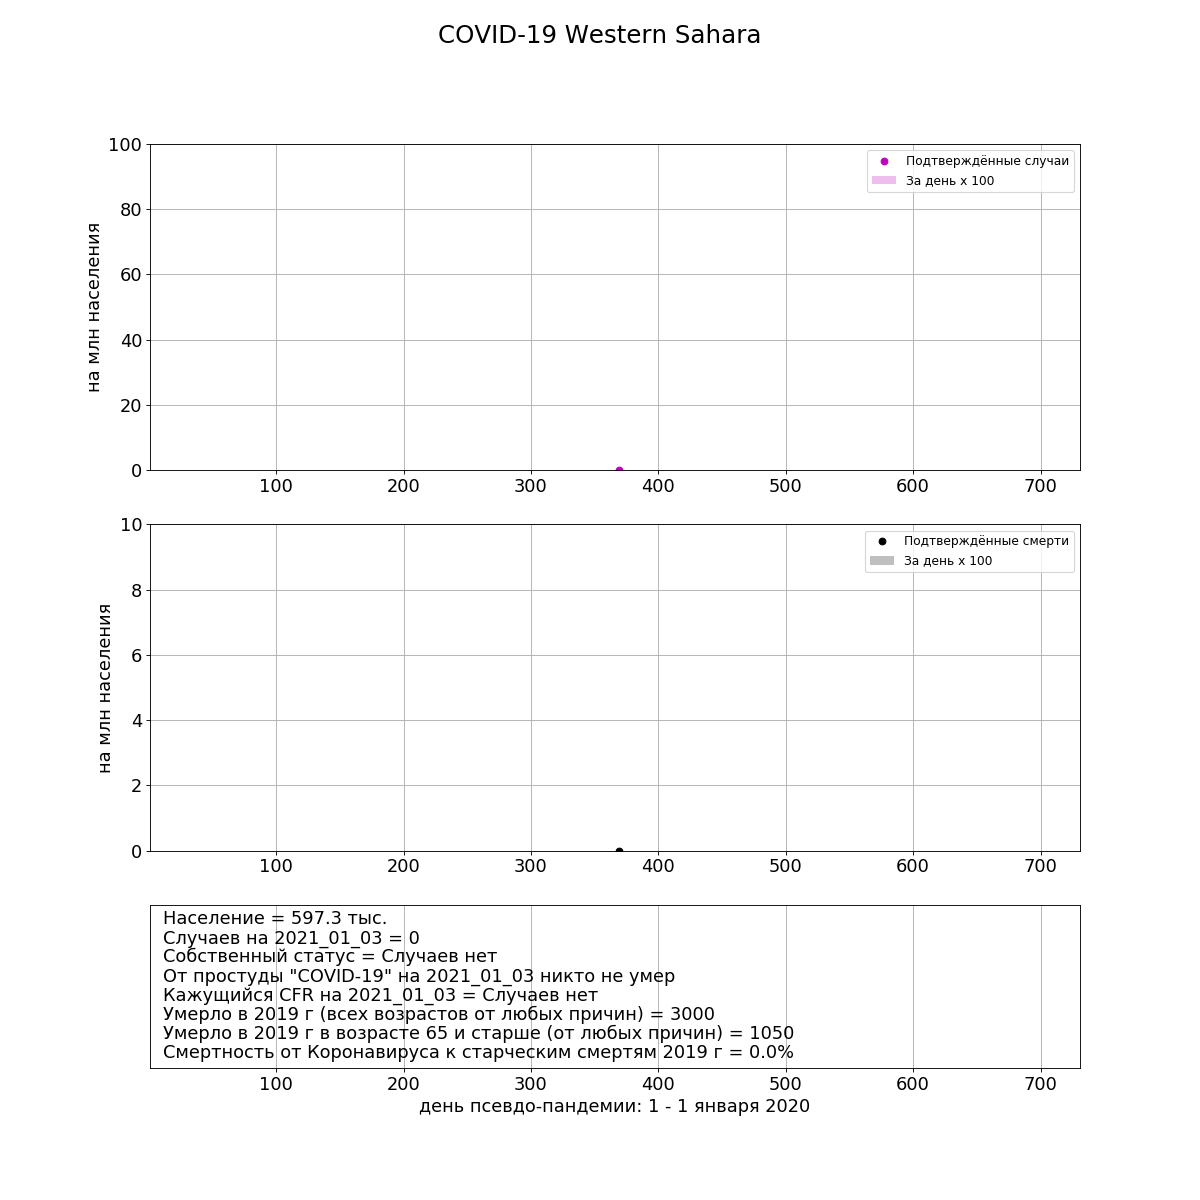 COVID-19 Western Sahara
100
80
60
40
20
0
на млн населения
Подтверждённые случаи
За день x 100
100 200 300 400 500 600 700
10
8
6
4
2
0
на млн населения
Подтверждённые смерти
За день x 100
100 200 300 400 500 600 700
Население = 597.3 тыс.
Случаев на 2021_01_03 = 0
Собственный статус = Случаев нет
От простуды "COVID-19" на 2021_01_03 никто не умер
Кажущийся CFR на 2021_01_03 = Случаев нет
Умерло в 2019 г (всех возрастов от любых причин) = 3000
Умерло в 2019 г в возрасте 65 и старше (от любых причин) = 1050
Смертность от Коронавируса к старческим смертям 2019 г = 0.0%
100 200 300 400 500 600 700
день псевдо-пандемии: 1 - 1 января 2020